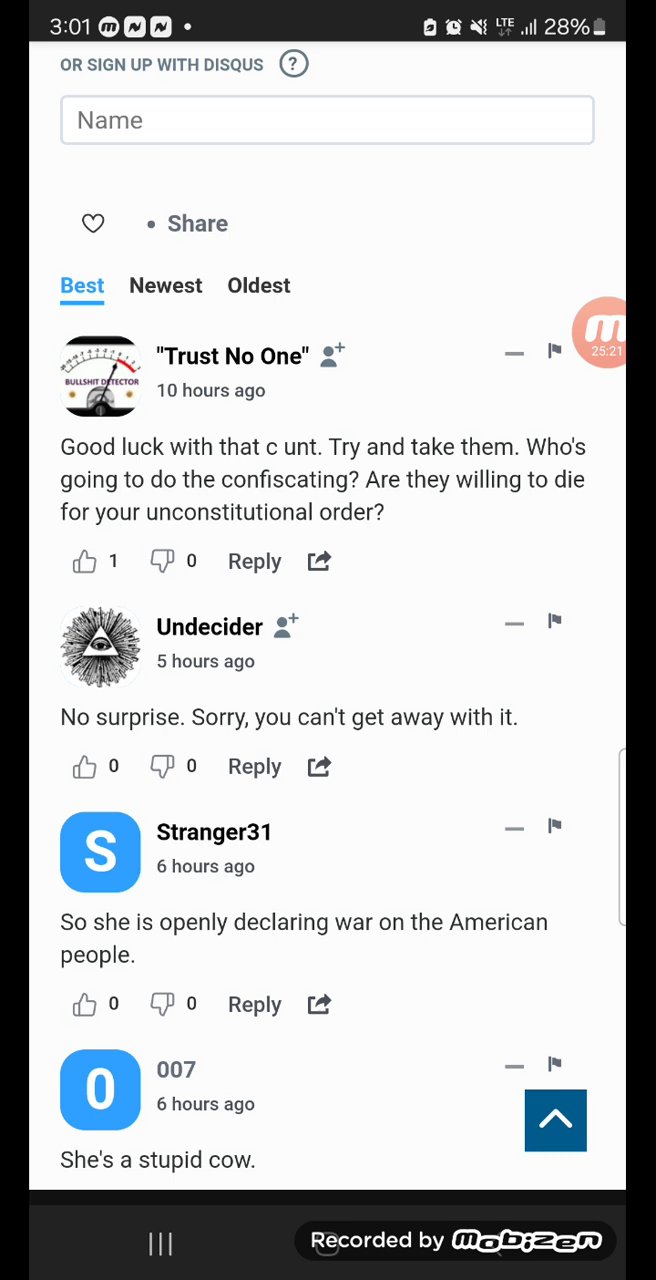 3:01 LTE 28%
OR SIGN UP WITH DISQUS ?
Name
• Share
Best Newest Oldest
BULLSHIT DETECTOR
"Trust No One"
10 hours ago
25:21
Good luck with that c unt. Try and take them. Who's
going to do the confiscating? Are they willing to die
for your unconstitutional order?
1 0 Reply
Undecider
5 hours ago
No surprise. Sorry, you can't get away with it.
0 0 Reply
S
Stranger31
6 hours ago
So she is openly declaring war on the American
people.
0 0 Reply
0
007
6 hours ago
She's a stupid cow.
Recorded by mobizen